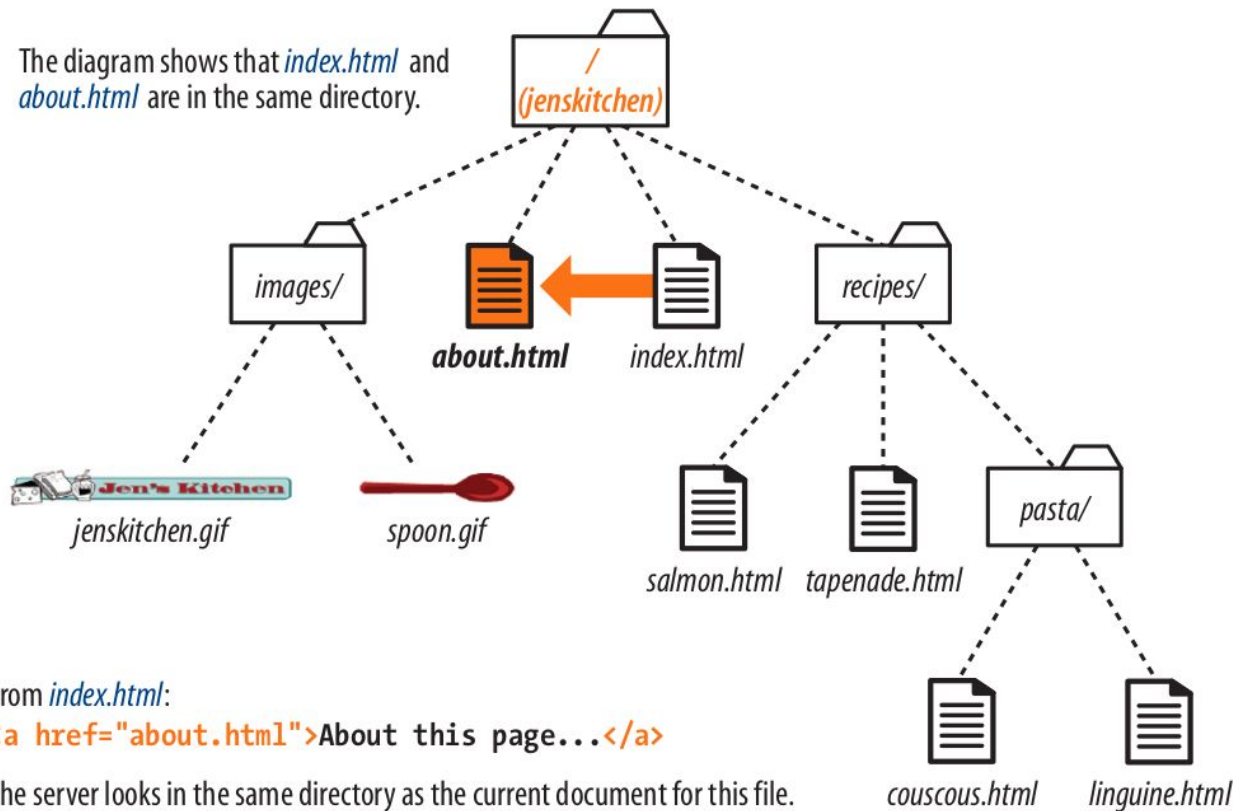 The diagram shows that index.html and
about.html are in the same directory.
/
(jenskitchen)
images/
recipes/
about.html
index.html
Jen's Kitchen
jenskitchen.gif
spoon.gif
pasta/
salmon.html
tapenade.html
rom index.html:
a href="about.html">About this page...</a>
he server looks in the same directory as the current document for this file.
couscous.html
linguine.html